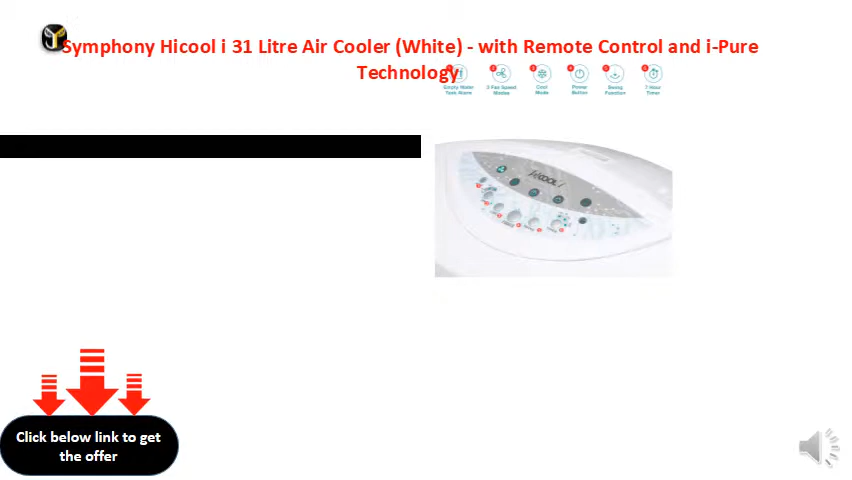 Symphony Hicool i 31 Litre Air Cooler (White) - with Remote Control and i-Pure
Technology
Empty Water 3 Fan Speed Cool Power Swing 7 Hour
Tank Alarm Modes Mode Button Function Timer
HiCOOL i
Click below link to get
the offer